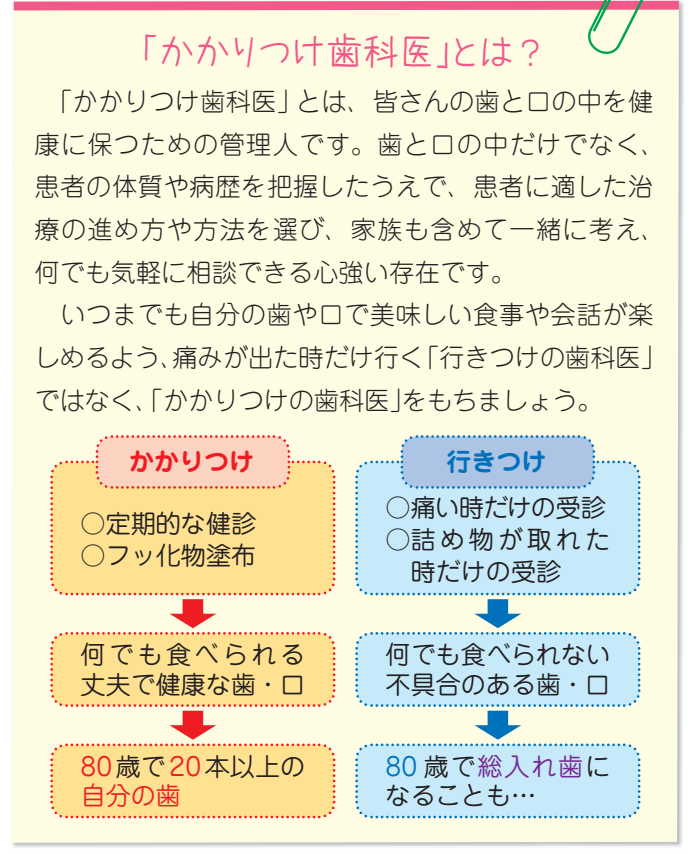 「かかりつけ歯科医」とは？
「かかりつけ歯科医」とは、皆さんの歯と口の中を健
康に保つための管理人です。歯と口の中だけでなく、
患者の体質や病歴を把握したうえで、患者に適した治
療の進め方や方法を選び、家族も含めて一緒に考え、
何でも気軽に相談できる心強い存在です。
いつまでも自分の歯や口で美味しい食事や会話が楽
しめるよう、痛みが出た時だけ行く「行きつけの歯科医」
ではなく、「かかりつけの歯科医」をもちましょう。
かかりつけ
○定期的な健診
○フッ化物塗布
何でも食べられる
丈夫で健康な歯・口
80歳で20本以上の
自分の歯
行きつけ
○痛い時だけの受診
○詰め物が取れた
時だけの受診
何でも食べられない
不具合のある歯・口
80歳で総入れ歯に
なることも…